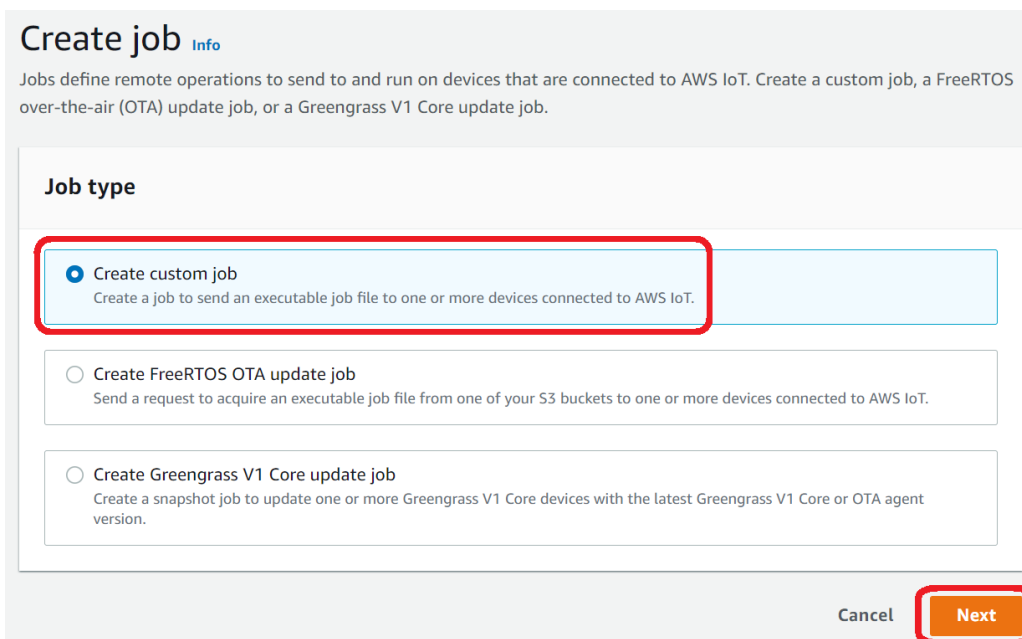 Create job Info
Jobs define remote operations to send to and run on devices that are connected to AWS IoT. Create a custom job, a FreeRTOS
over-the-air (OTA) update job, or a Greengrass V1 Core update job.
Job type
Create custom job
Create a job to send an executable job file to one or more devices connected to AWS IoT.
Create FreeRTOS OTA update job
Send a request to acquire an executable job file from one of your S3 buckets to one or more devices connected to AWS IoT.
Create Greengrass V1 Core update job
Create a snapshot job to update one or more Greengrass V1 Core devices with the latest Greengrass V1 Core or OTA agent
version.
Cancel Next